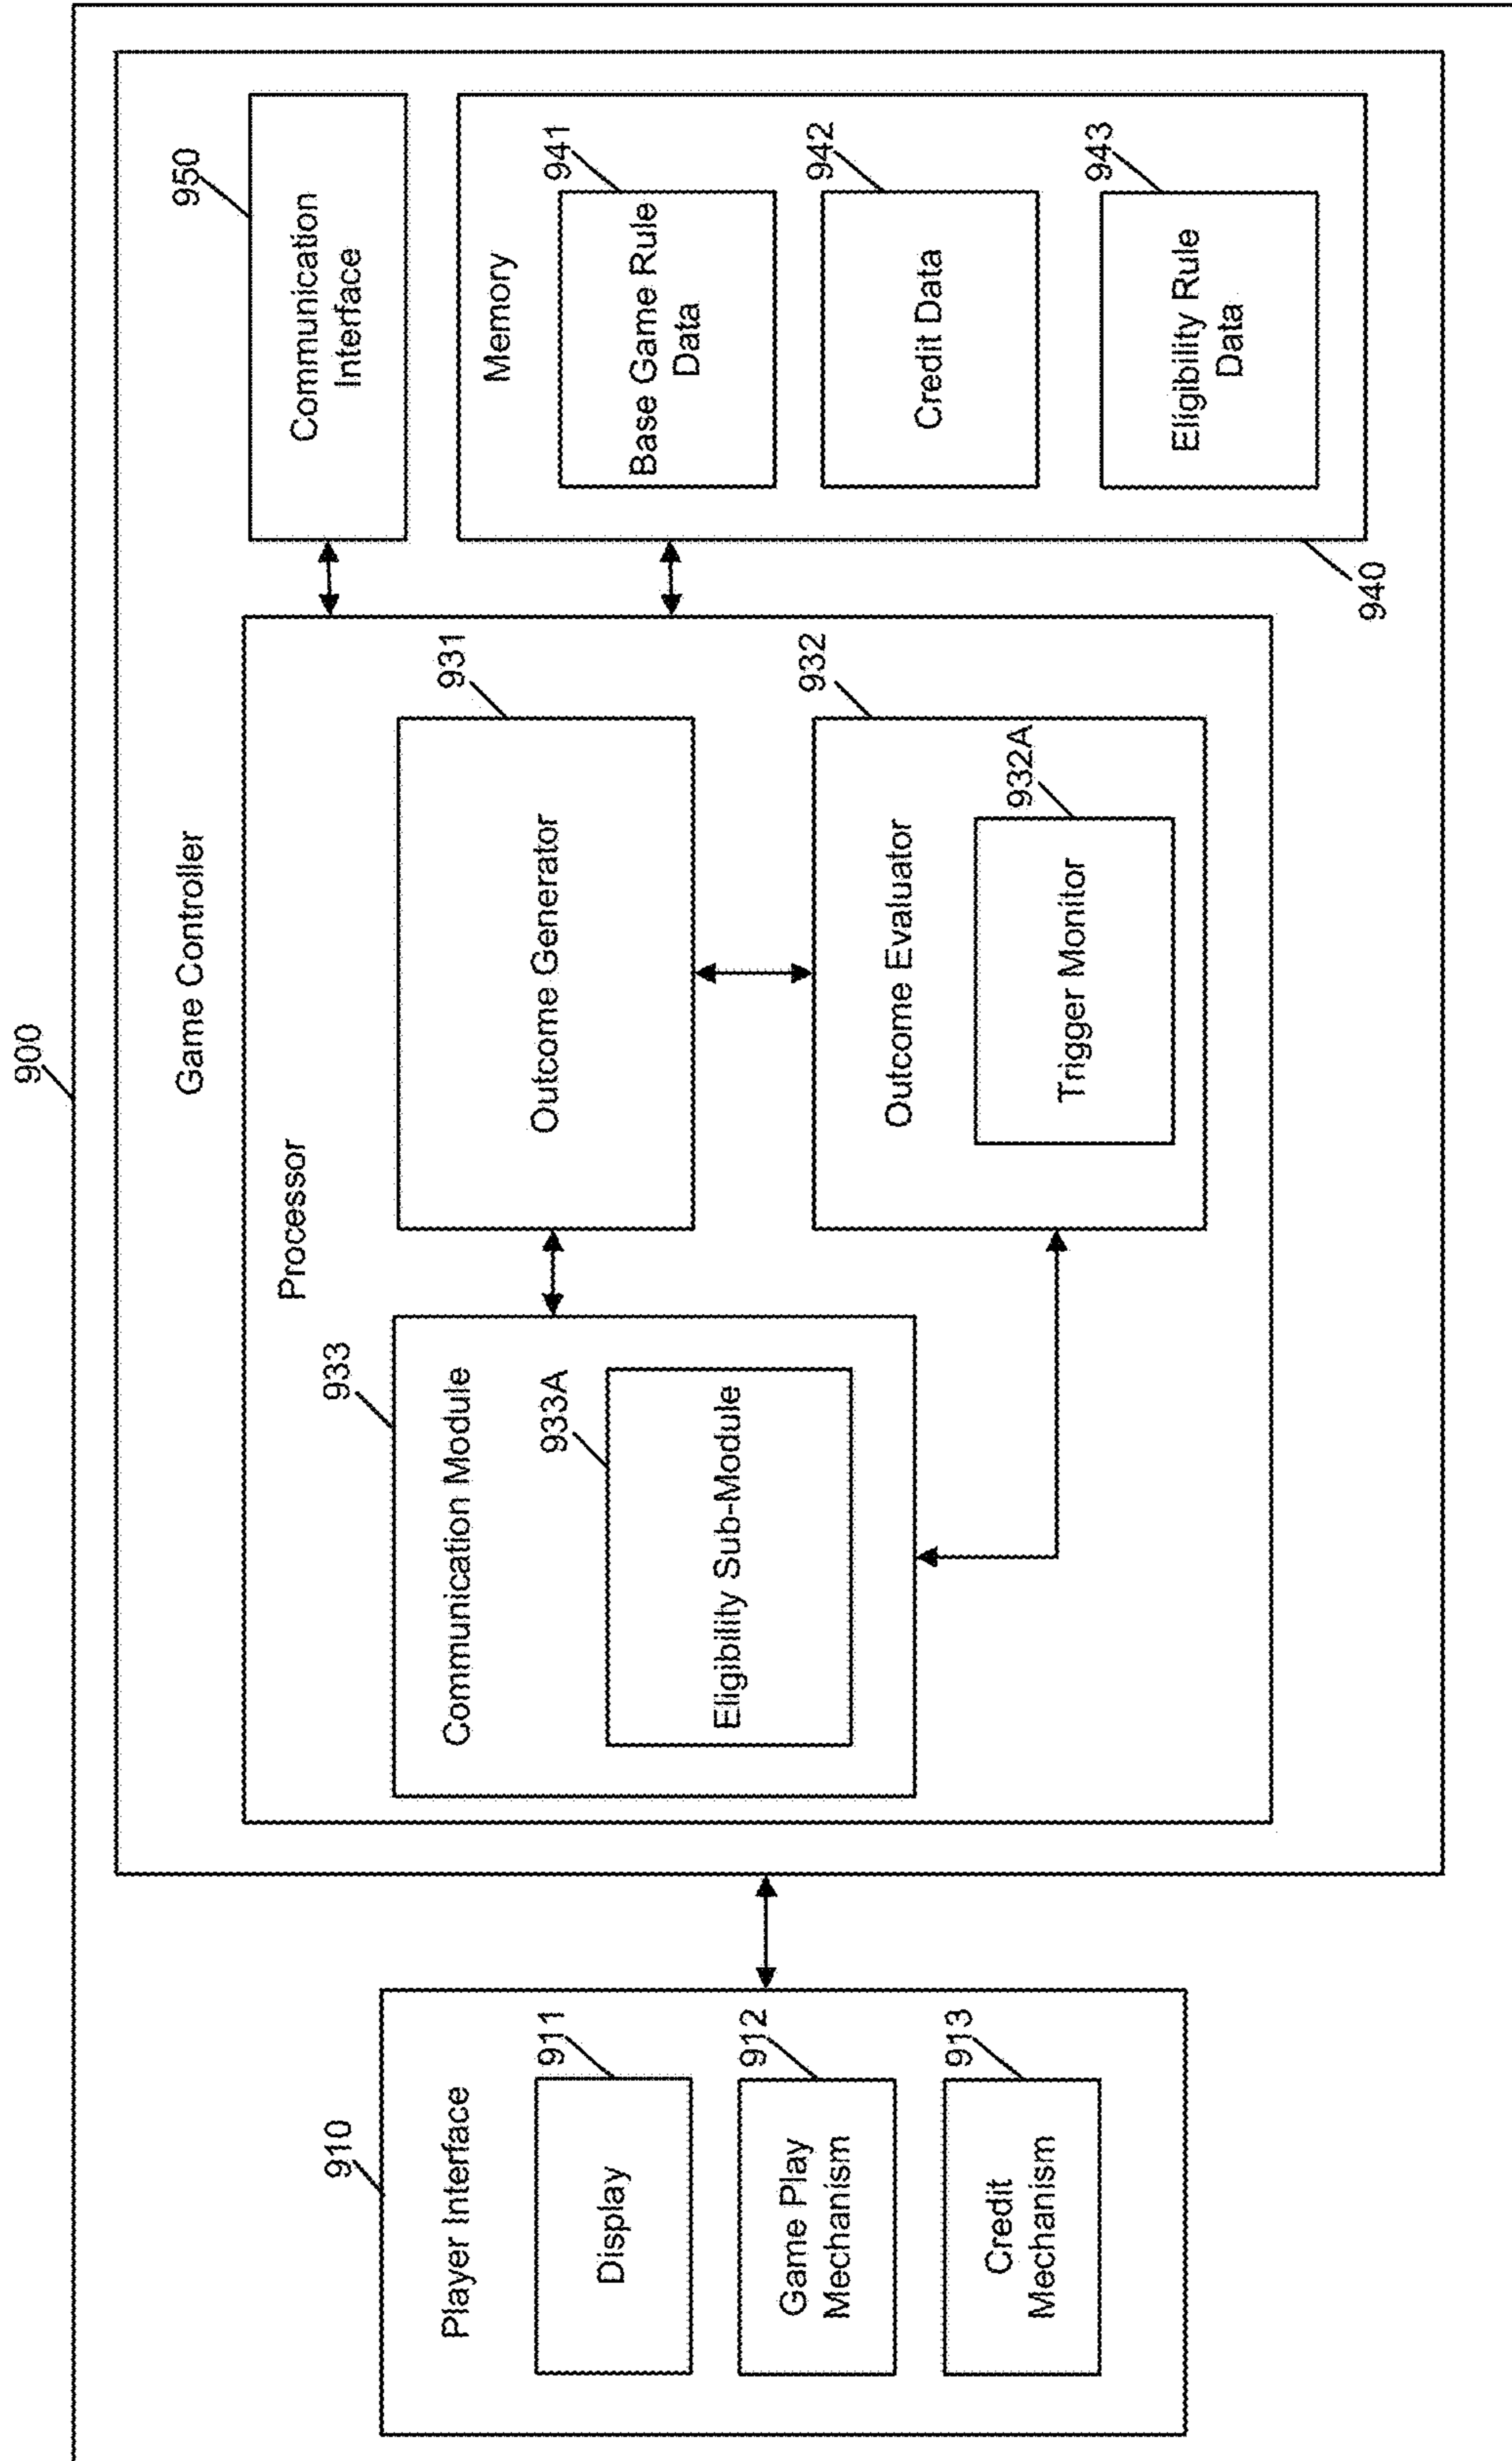 900
Game Controller
910
Player Interface
911
Display
912
Game Play
Mechanism
913
Credit
Mechanism
Processor
933
Communication Module
933A
Eligibility Sub-Module
931
Outcome Generator
932
Outcome Evaluator
932A
Trigger Monitor
950
Communication
Interface
Memory
941
Base Game Rule
Data
942
Credit Data
943
Eligibility Rule
Data
940